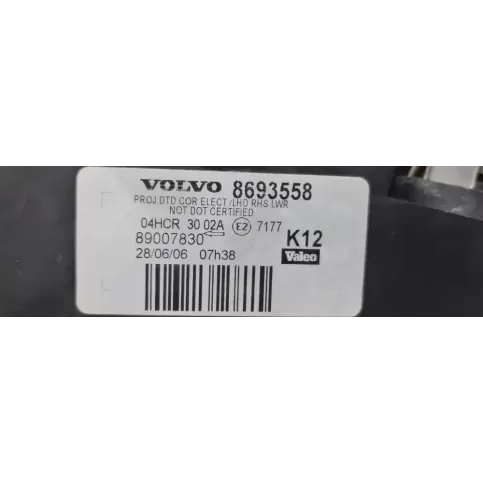 VOLVO 8693558
PROJ.DTD COR ELECT /LHD RHS LWR
NOT DOT CERTIFIED
04HCR 30 02A E2 7177
89007830 K12
28/06/06 07h38 Valeo